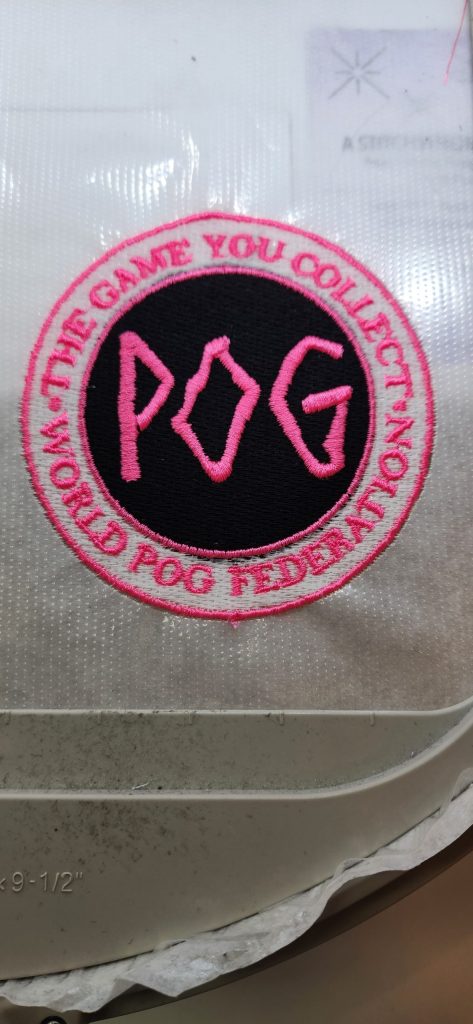 THE GAME YOU COLLECT
POG
• WORLD POG FEDERATION •
9-1/2"